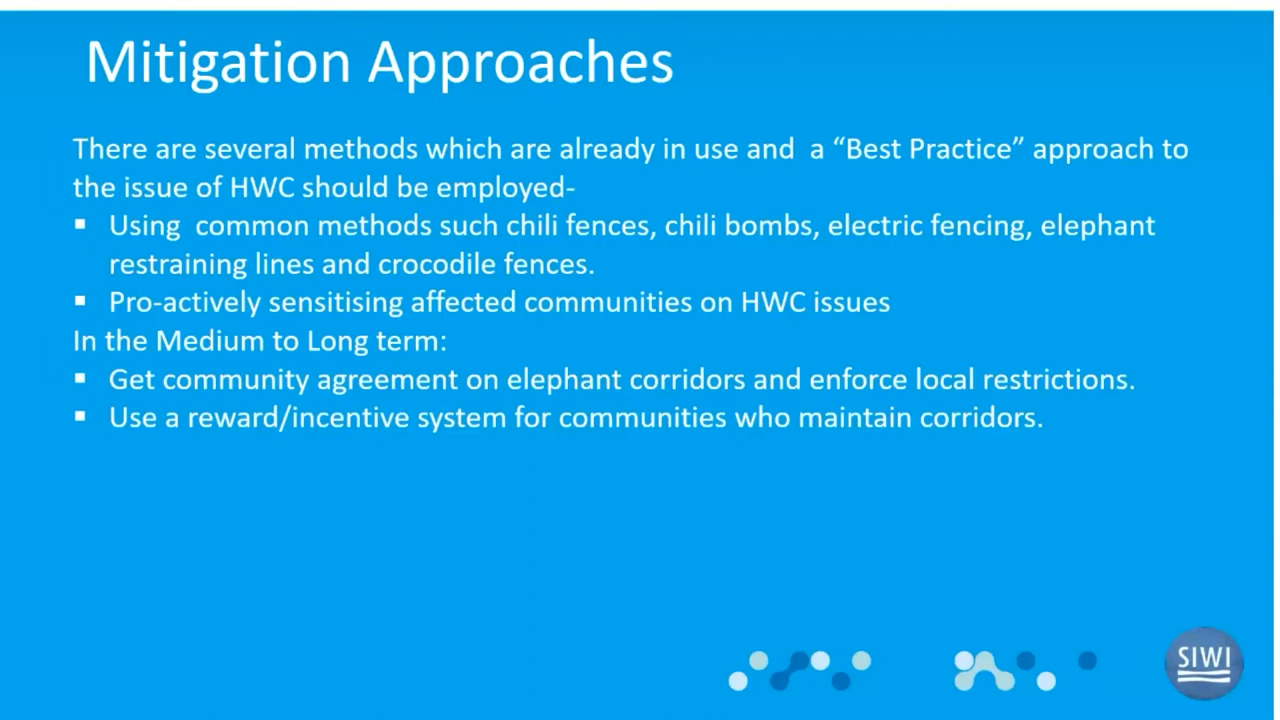 Mitigation Approaches
There are several methods which are already in use and  a “Best Practice” approach to
the issue of HWC should be employed-
▪ Using  common methods such chili fences, chili bombs, electric fencing, elephant
restraining lines and crocodile fences.
▪ Pro-actively sensitising affected communities on HWC issues
In the Medium to Long term:
▪ Get community agreement on elephant corridors and enforce local restrictions.
▪ Use a reward/incentive system for communities who maintain corridors.
SIWI